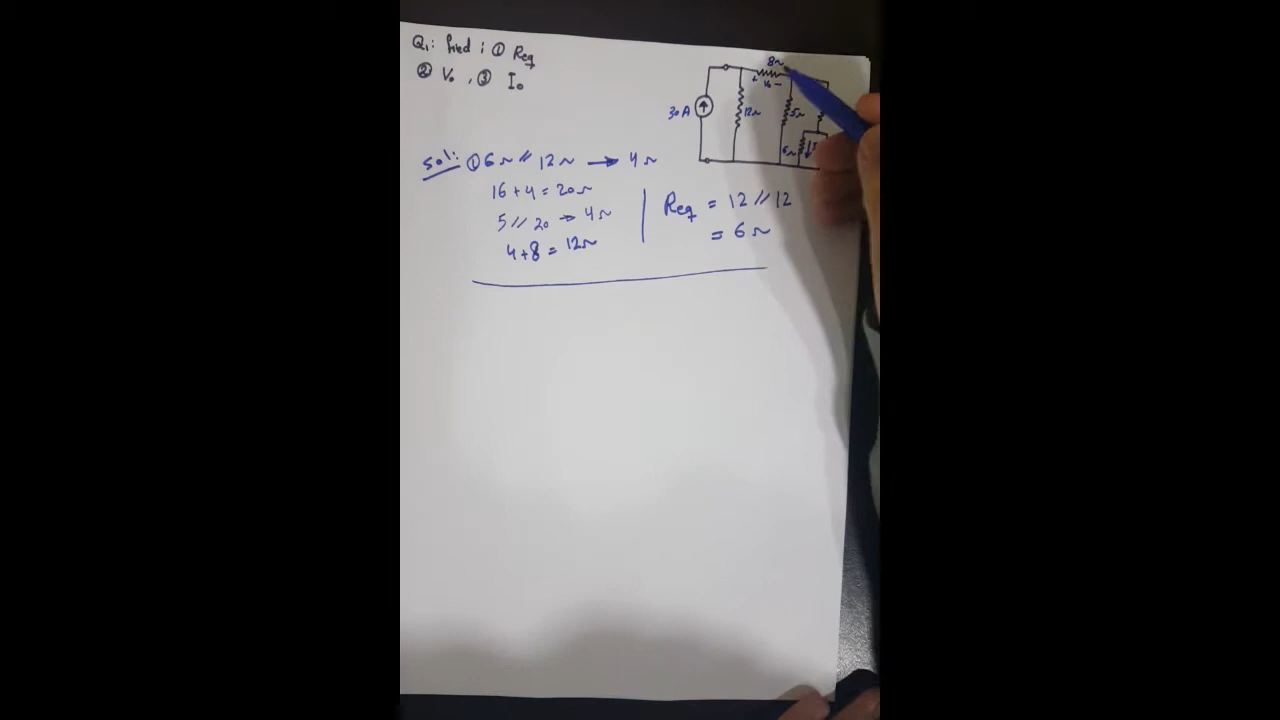 Q1: find : ① Req
② Vo , ③ Io
8Ω
+ Vo -
30A
12Ω
5Ω
6Ω
sol: ① 6Ω // 12Ω → 4Ω
16 + 4 = 20Ω
5 // 20 → 4Ω
4 + 8 = 12Ω
Req = 12 // 12
= 6Ω